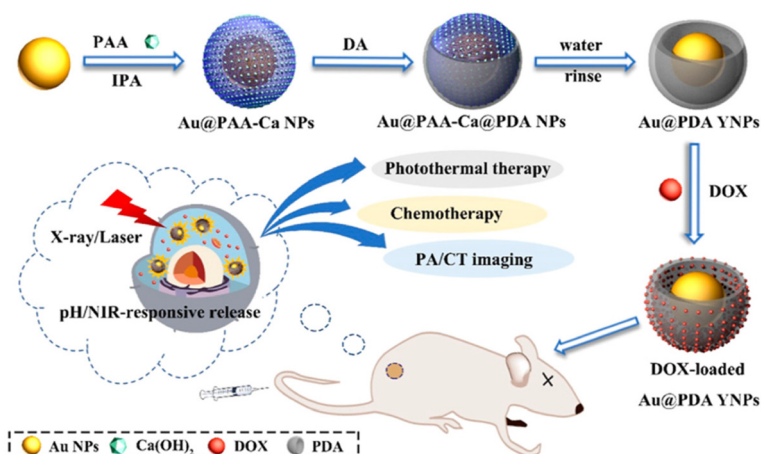 PAA
IPA
DA
water
rinse
Au@PAA-Ca NPs
Au@PAA-Ca@PDA NPs
Au@PDA YNPs
DOX
Photothermal therapy
Chemotherapy
PA/CT imaging
X-ray/Laser
pH/NIR-responsive release
DOX-loaded
Au@PDA YNPs
Au NPs Ca(OH)₂ DOX PDA